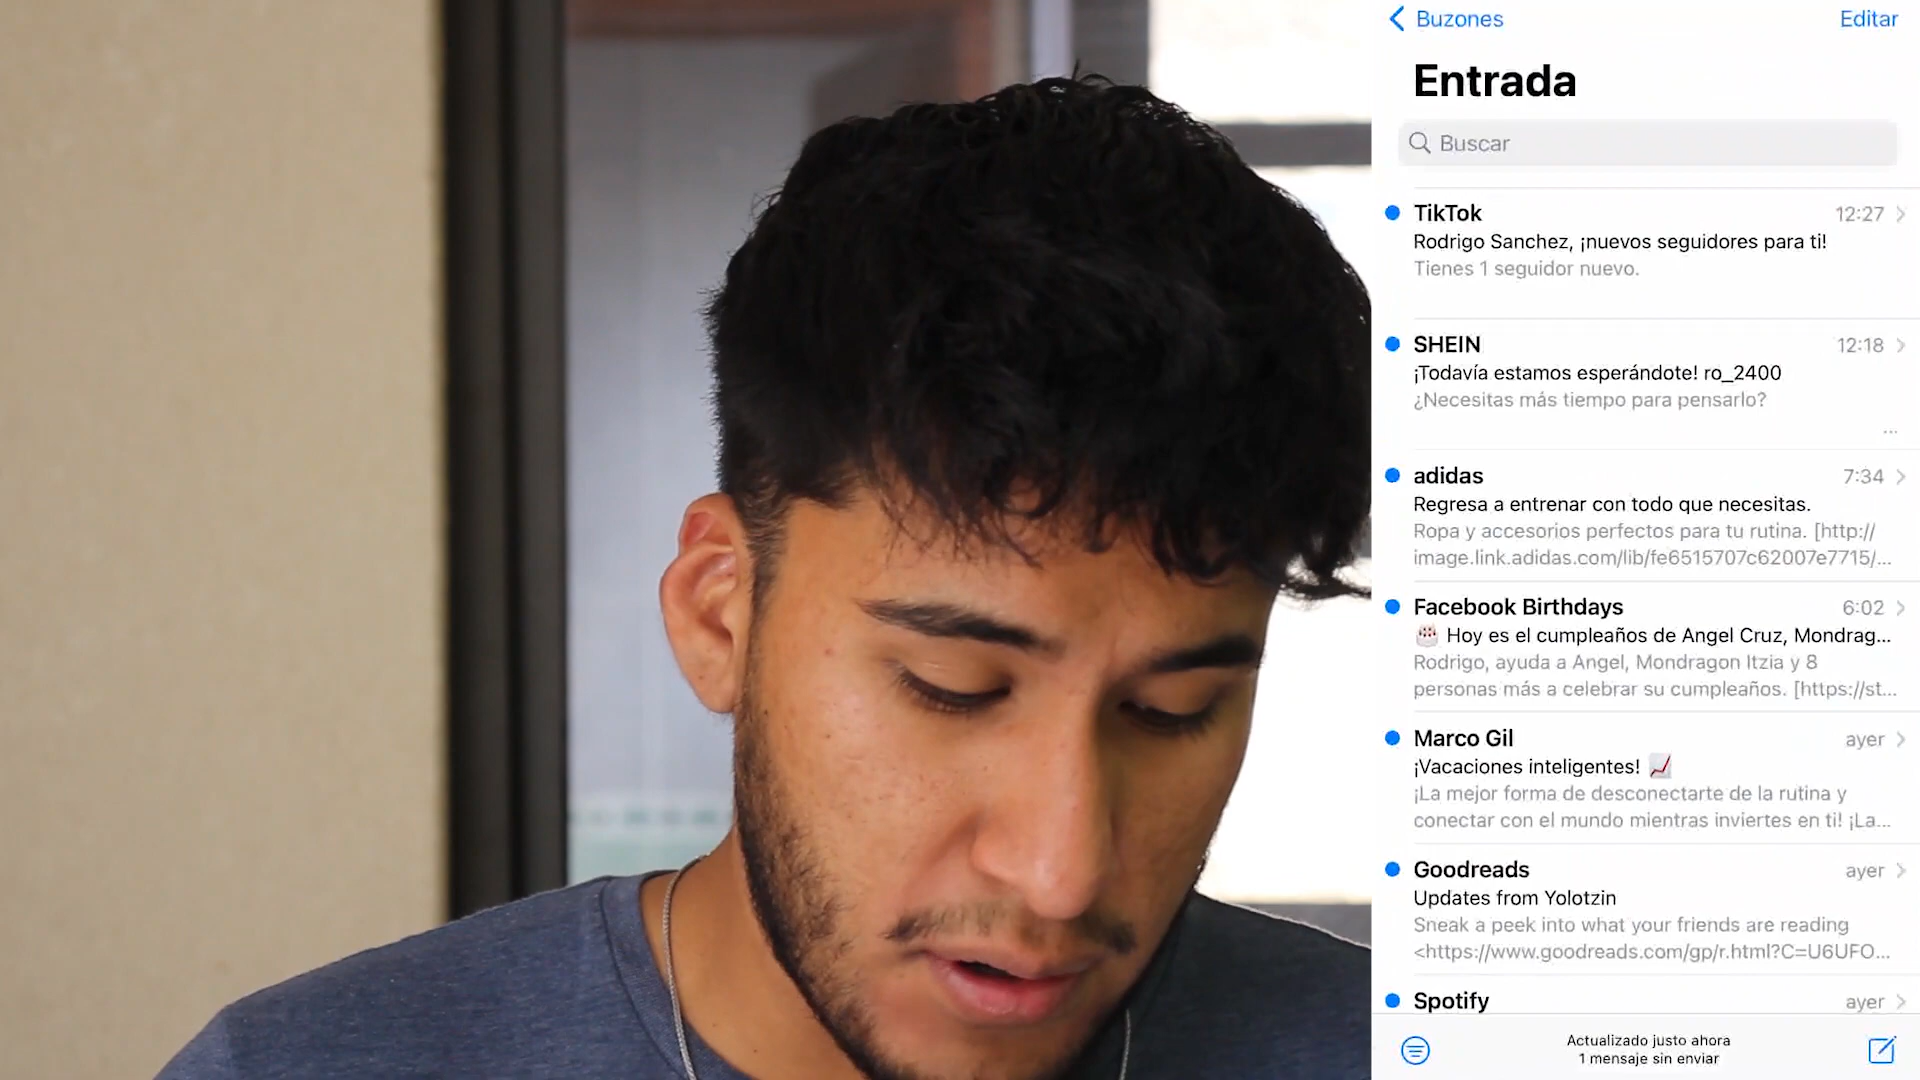 Buzones
Editar
Entrada
Buscar
TikTok 12:27
Rodrigo Sanchez, ¡nuevos seguidores para ti!
Tienes 1 seguidor nuevo.
SHEIN 12:18
¡Todavía estamos esperándote! ro_2400
¿Necesitas más tiempo para pensarlo?
...
adidas 7:34
Regresa a entrenar con todo que necesitas.
Ropa y accesorios perfectos para tu rutina. [http://
image.link.adidas.com/lib/fe6515707c62007e7715/...
Facebook Birthdays 6:02
🎂 Hoy es el cumpleaños de Angel Cruz, Mondrag...
Rodrigo, ayuda a Angel, Mondragon Itzia y 8
personas más a celebrar su cumpleaños. [https://st...
Marco Gil ayer
¡Vacaciones inteligentes! 📈
¡La mejor forma de desconectarte de la rutina y
conectar con el mundo mientras inviertes en ti! ¡La...
Goodreads ayer
Updates from Yolotzin
Sneak a peek into what your friends are reading
<https://www.goodreads.com/gp/r.html?C=U6UFO...
Spotify ayer
Actualizado justo ahora
1 mensaje sin enviar